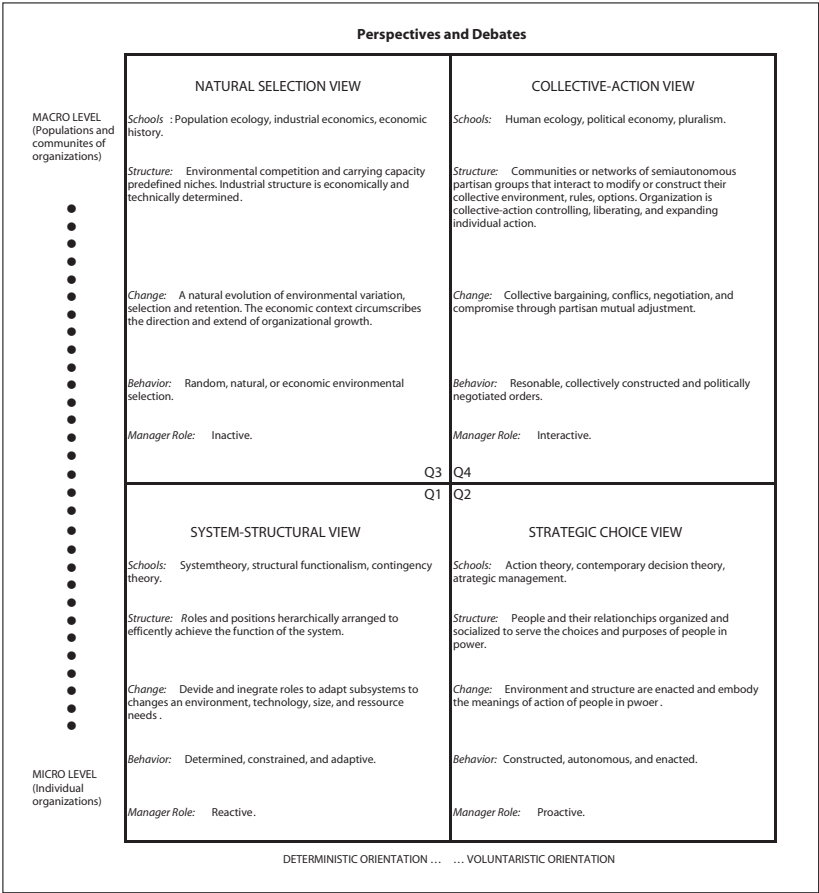 Perspectives and Debates
MACRO LEVEL
(Populations and
communites of
organizations)
NATURAL SELECTION VIEW
Schools : Population ecology, industrial economics, economic
history.
Structure: Environmental competition and carrying capacity
predefined niches. Industrial structure is economically and
technically determined.
Change: A natural evolution of environmental variation,
selection and retention. The economic context circumscribes
the direction and extend of organizational growth.
Behavior: Random, natural, or economic environmental
selection.
Manager Role: Inactive.
Q3
COLLECTIVE-ACTION VIEW
Schools: Human ecology, political economy, pluralism.
Structure: Communities or networks of semiautonomous
partisan groups that interact to modify or construct their
collective environment, rules, options. Organization is
collective-action controlling, liberating, and expanding
individual action.
Change: Collective bargaining, conflics, negotiation, and
compromise through partisan mutual adjustment.
Behavior: Resonable, collectively constructed and politically
negotiated orders.
Manager Role: Interactive.
Q4
Q1
SYSTEM-STRUCTURAL VIEW
Schools: Systemtheory, structural functionalism, contingency
theory.
Structure: Roles and positions herarchically arranged to
efficently achieve the function of the system.
Change: Devide and inegrate roles to adapt subsystems to
changes an environment, technology, size, and ressource
needs .
Behavior: Determined, constrained, and adaptive.
Manager Role: Reactive.
Q2
STRATEGIC CHOICE VIEW
Schools: Action theory, contemporary decision theory,
atrategic management.
Structure: People and their relationchips organized and
socialized to serve the choices and purposes of people in
power.
Change: Environment and structure are enacted and embody
the meanings of action of people in pwoer .
Behavior: Constructed, autonomous, and enacted.
Manager Role: Proactive.
MICRO LEVEL
(Individual
organizations)
DETERMINISTIC ORIENTATION ... ... VOLUNTARISTIC ORIENTATION